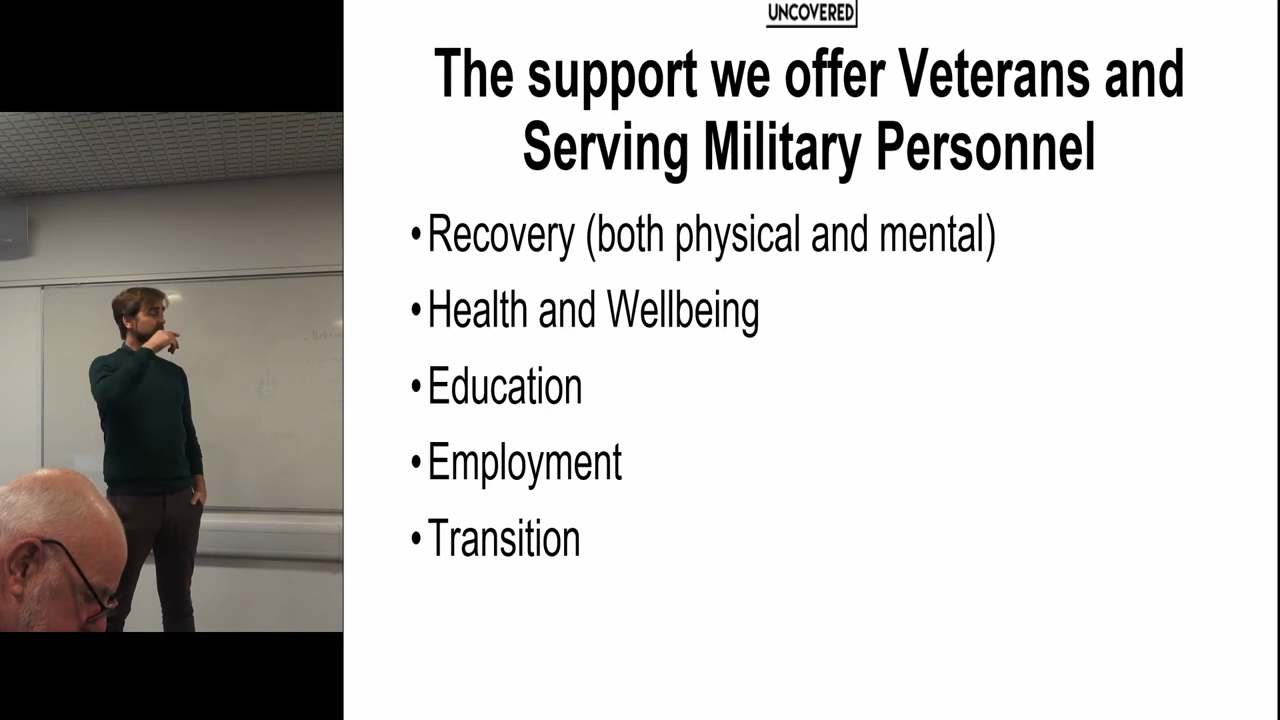 UNCOVERED
The support we offer Veterans and
Serving Military Personnel
•Recovery (both physical and mental)
•Health and Wellbeing
•Education
•Employment
•Transition